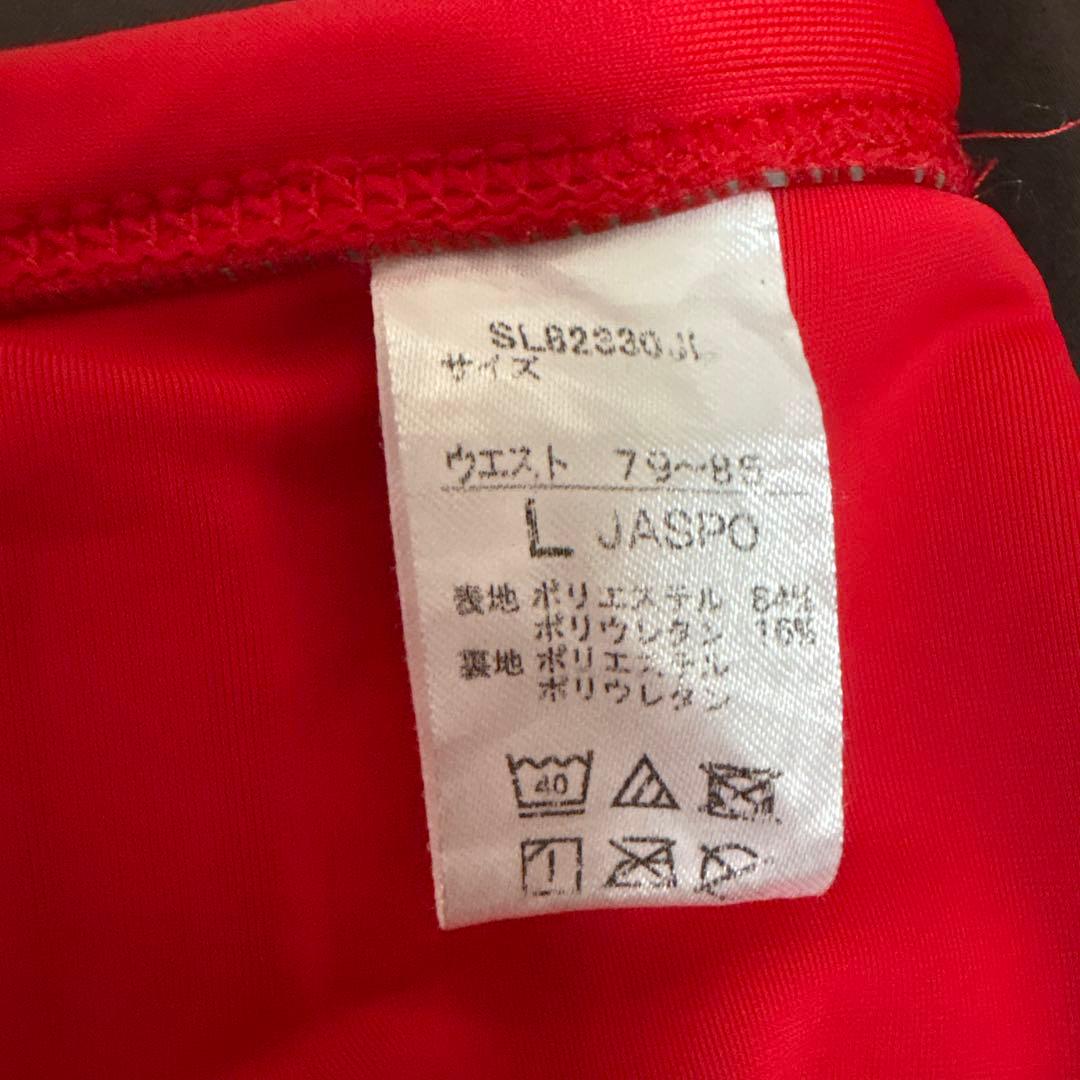 サイズ
ウエスト 79～85
L JASPO
表地 ポリエステル 84%
ポリウレタン 16%
裏地 ポリエステル
ポリウレタン
40